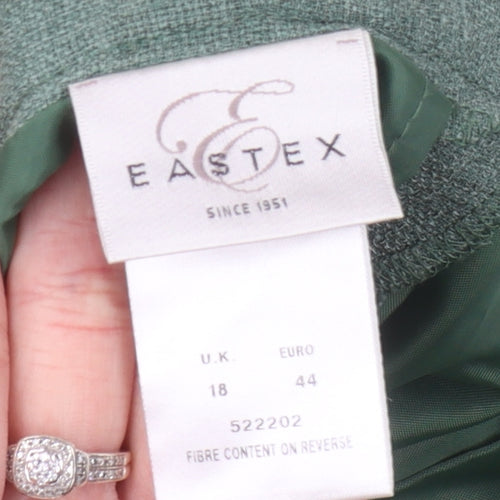 E
EASTEX
SINCE 1951
U.K. EURO
18 44
522202
FIBRE CONTENT ON REVERSE